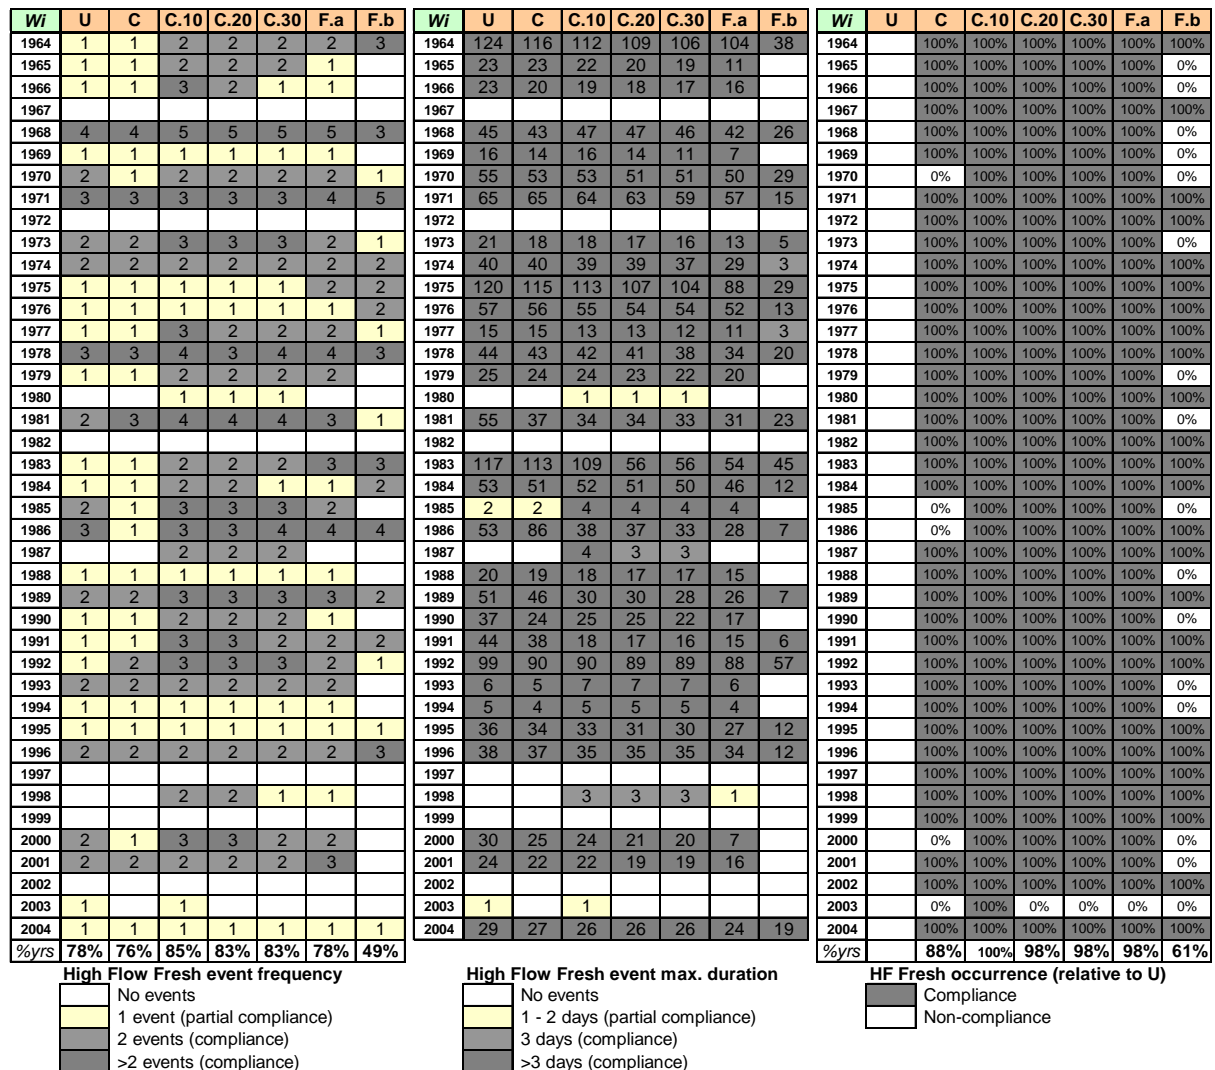 Wi U C C.10 C.20 C.30 F.a F.b Wi U C C.10 C.20 C.30 F.a F.b Wi U C C.10 C.20 C.30 F.a F.b
1964 1 1 2 2 2 2 3 1964 124 116 112 109 106 104 38 1964 100% 100% 100% 100% 100% 100%
1965 1 1 2 2 2 1 1965 23 23 22 20 19 11 1965 100% 100% 100% 100% 100% 0%
1966 1 1 3 2 1 1 1966 23 20 19 18 17 16 1966 100% 100% 100% 100% 100% 0%
1967 1967 1967 100% 100% 100% 100% 100% 100%
1968 4 4 5 5 5 5 3 1968 45 43 47 47 46 42 26 1968 100% 100% 100% 100% 100% 0%
1969 1 1 1 1 1 1 1969 16 14 16 14 11 7 1969 100% 100% 100% 100% 100% 0%
1970 2 1 2 2 2 2 1 1970 55 53 53 51 51 50 29 1970 0% 100% 100% 100% 100% 0%
1971 3 3 3 3 3 4 5 1971 65 65 64 63 59 57 15 1971 100% 100% 100% 100% 100% 100%
1972 1972 1972 100% 100% 100% 100% 100% 100%
1973 2 2 3 3 3 2 1 1973 21 18 18 17 16 13 5 1973 100% 100% 100% 100% 100% 0%
1974 2 2 2 2 2 2 2 1974 40 40 39 39 37 29 3 1974 100% 100% 100% 100% 100% 100%
1975 1 1 1 1 1 2 2 1975 120 115 113 107 104 88 29 1975 100% 100% 100% 100% 100% 100%
1976 1 1 1 1 1 1 2 1976 57 56 55 54 54 52 13 1976 100% 100% 100% 100% 100% 100%
1977 1 1 3 2 2 2 1 1977 15 15 13 13 12 11 3 1977 100% 100% 100% 100% 100% 100%
1978 3 3 4 3 4 4 3 1978 44 43 42 41 38 34 20 1978 100% 100% 100% 100% 100% 100%
1979 1 1 2 2 2 2 1979 25 24 24 23 22 20 1979 100% 100% 100% 100% 100% 0%
1980 1 1 1 1980 1 1 1 1980 100% 100% 100% 100% 100% 100%
1981 2 3 4 4 4 3 1 1981 55 37 34 34 33 31 23 1981 100% 100% 100% 100% 100% 0%
1982 1982 1982 100% 100% 100% 100% 100% 100%
1983 1 1 2 2 2 3 3 1983 117 113 109 56 56 54 45 1983 100% 100% 100% 100% 100% 100%
1984 1 1 2 2 1 1 2 1984 53 51 52 51 50 46 12 1984 100% 100% 100% 100% 100% 100%
1985 2 1 3 3 3 2 1985 2 2 4 4 4 4 1985 0% 100% 100% 100% 100% 0%
1986 3 1 3 3 4 4 4 1986 53 86 38 37 33 28 7 1986 0% 100% 100% 100% 100% 100%
1987 2 2 2 1987 4 3 3 1987 100% 100% 100% 100% 100% 100%
1988 1 1 1 1 1 1 1988 20 19 18 17 17 15 1988 100% 100% 100% 100% 100% 0%
1989 2 2 3 3 3 3 2 1989 51 46 30 30 28 26 7 1989 100% 100% 100% 100% 100% 100%
1990 1 1 3 2 2 1 1990 37 24 25 25 22 17 1990 100% 100% 100% 100% 100% 0%
1991 1 1 3 3 2 2 2 1991 44 38 18 17 16 15 6 1991 100% 100% 100% 100% 100% 100%
1992 1 2 3 3 3 2 1 1992 99 90 90 89 89 88 57 1992 100% 100% 100% 100% 100% 100%
1993 2 2 2 2 2 2 1993 6 5 7 7 7 6 1993 100% 100% 100% 100% 100% 0%
1994 1 1 1 1 1 1 1994 5 4 5 5 5 4 1994 100% 100% 100% 100% 100% 0%
1995 1 1 1 1 1 1 1 1995 36 34 33 31 30 27 12 1995 100% 100% 100% 100% 100% 100%
1996 2 2 2 2 2 2 3 1996 38 37 35 35 35 34 12 1996 100% 100% 100% 100% 100% 100%
1997 1997 1997 100% 100% 100% 100% 100% 100%
1998 2 2 1 1 1998 3 3 3 1 1998 100% 100% 100% 100% 100% 100%
1999 1999 1999 100% 100% 100% 100% 100% 100%
2000 2 1 3 3 2 2 2000 30 25 24 21 20 7 2000 0% 100% 100% 100% 100% 0%
2001 2 2 2 2 2 3 2001 24 22 22 19 19 16 2001 100% 100% 100% 100% 100% 0%
2002 2002 2002 100% 100% 100% 100% 100% 100%
2003 1 1 2003 1 1 2003 0% 100% 0% 0% 0% 0%
2004 1 1 1 1 1 1 1 2004 29 27 26 26 26 24 19 2004 100% 100% 100% 100% 100% 100%
%yrs 78% 76% 85% 83% 83% 78% 49% %yrs 88% 100% 98% 98% 98% 61%
High Flow Fresh event frequency High Flow Fresh event max. duration HF Fresh occurrence (relative to U)
No events No events Compliance
1 event (partial compliance) 1 - 2 days (partial compliance) Non-compliance
2 events (compliance) 3 days (compliance)
>2 events (compliance) >3 days (compliance)